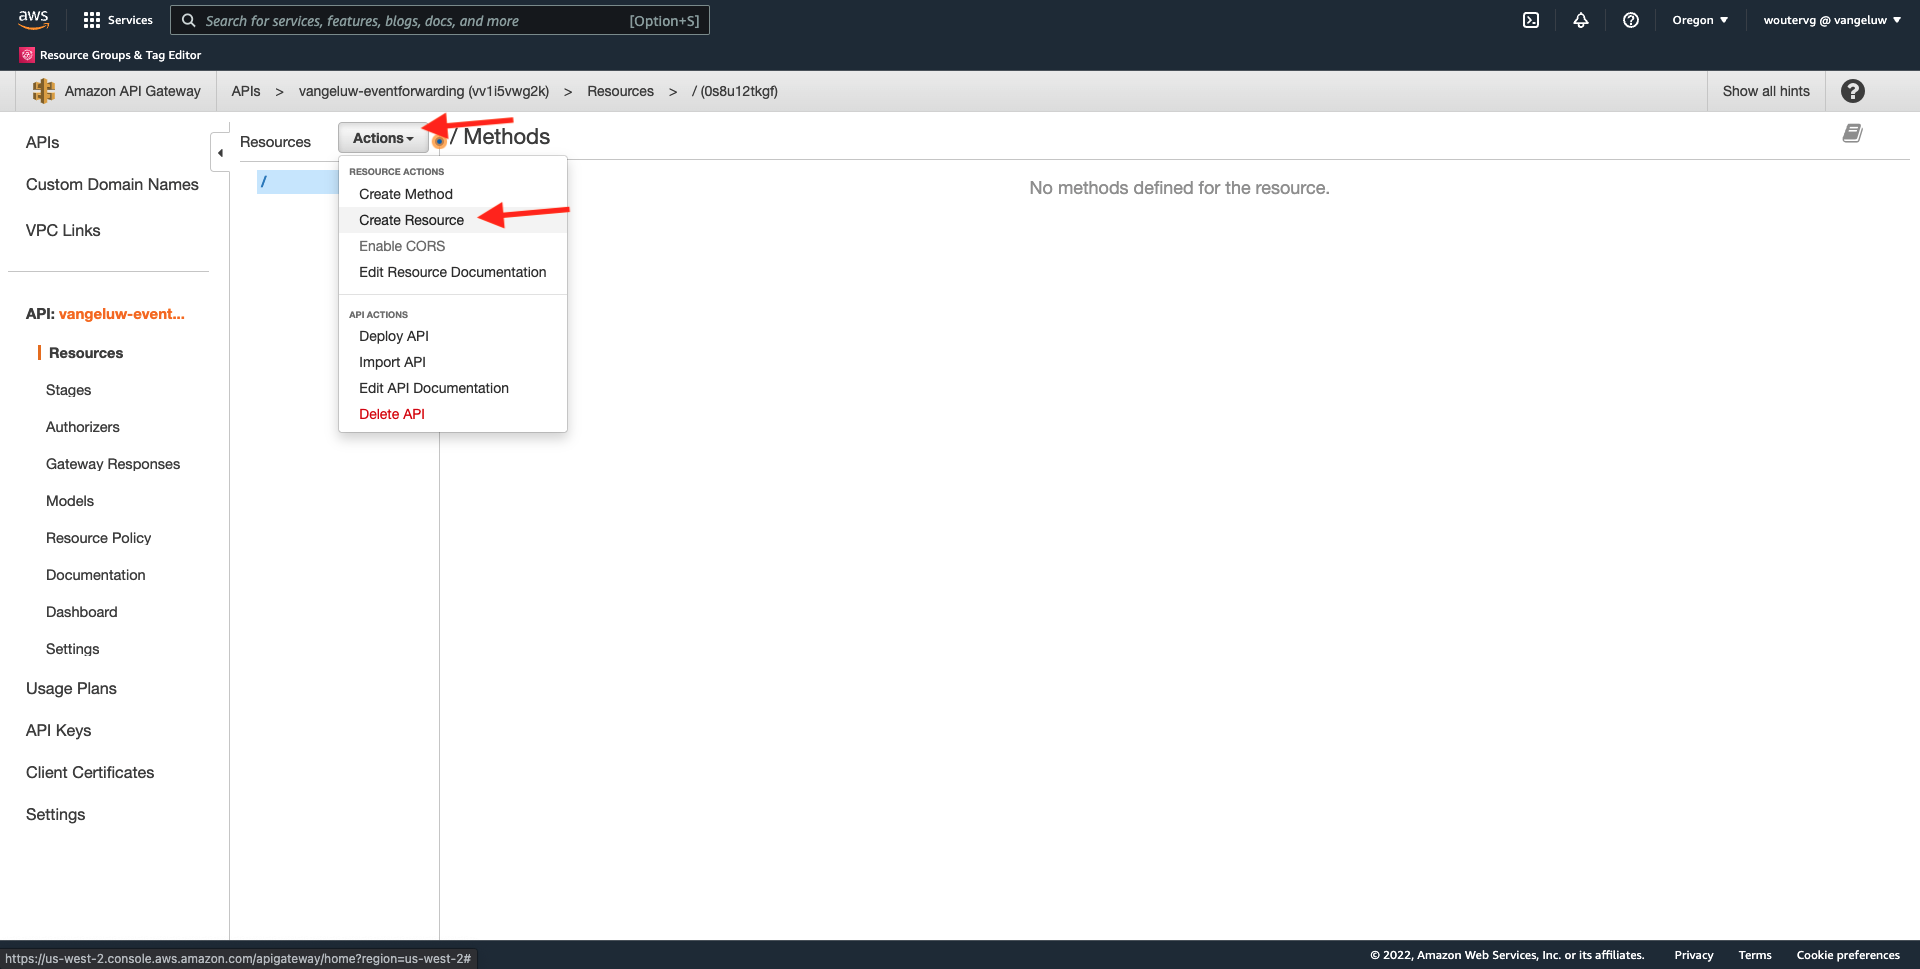 aws
Services
Search for services, features, blogs, docs, and more
[Option+S]
Oregon
woutervg @ vangeluw
Resource Groups & Tag Editor
Amazon API Gateway
APIs > vangeluw-eventforwarding (vv1i5vwg2k) > Resources > / (0s8u12tkgf)
Show all hints
APIs
Custom Domain Names
VPC Links
API: vangeluw-event...
Resources
Stages
Authorizers
Gateway Responses
Models
Resource Policy
Documentation
Dashboard
Settings
Usage Plans
API Keys
Client Certificates
Settings
Resources
Actions
/ Methods
/
RESOURCE ACTIONS
Create Method
Create Resource
Enable CORS
Edit Resource Documentation
API ACTIONS
Deploy API
Import API
Edit API Documentation
Delete API
No methods defined for the resource.
https://us-west-2.console.aws.amazon.com/apigateway/home?region=us-west-2#
© 2022, Amazon Web Services, Inc. or its affiliates.
Privacy
Terms
Cookie preferences